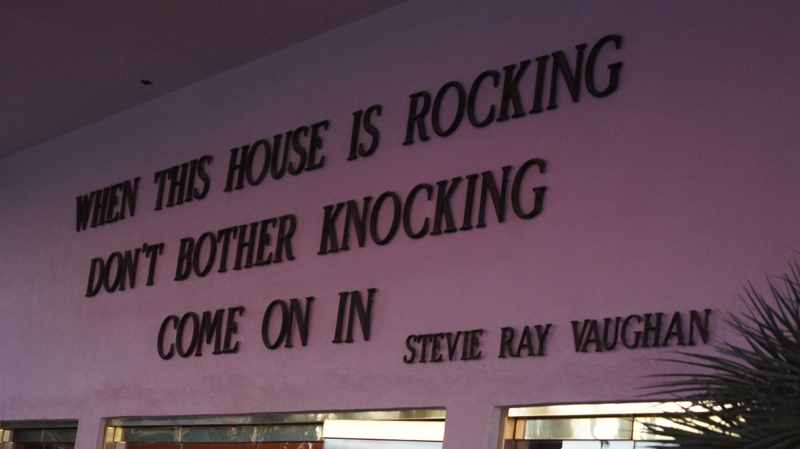 WHEN THIS HOUSE IS ROCKING
DON'T BOTHER KNOCKING
COME ON IN
STEVIE RAY VAUGHAN